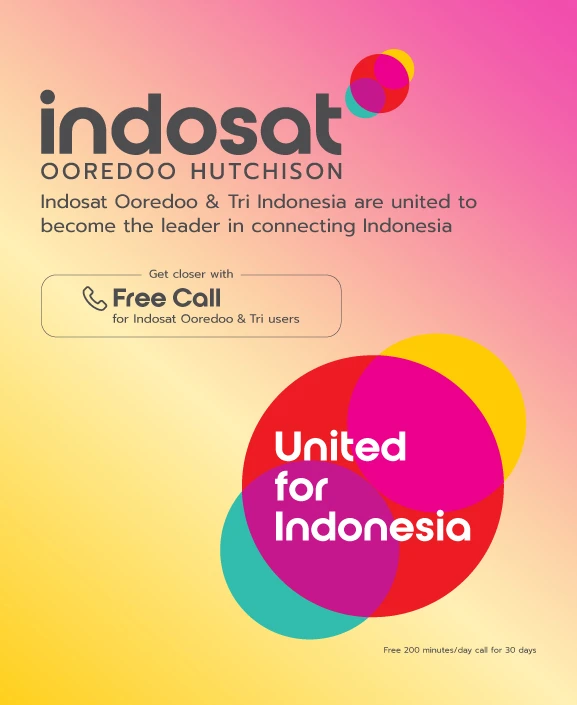 indosat
OOREDOO HUTCHISON
Indosat Ooredoo & Tri Indonesia are united to
become the leader in connecting Indonesia
Get closer with
Free Call
for Indosat Ooredoo & Tri users
United
for
Indonesia
Free 200 minutes/day call for 30 days